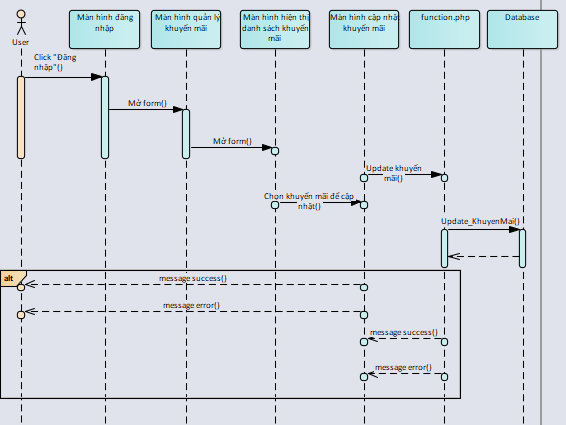 User
Màn hình đăng
nhập
Màn hình quản lý
khuyến mãi
Màn hình hiện thị
danh sách khuyến
mãi
Màn hình cập nhật
khuyến mãi
function.php
Database
Click "Đăng
nhập"()
Mở form()
Mở form()
Update khuyến
mãi()
Chọn khuyến mãi để cập
nhật()
Update_KhuyenMai()
alt
message success()
message error()
message success()
message error()